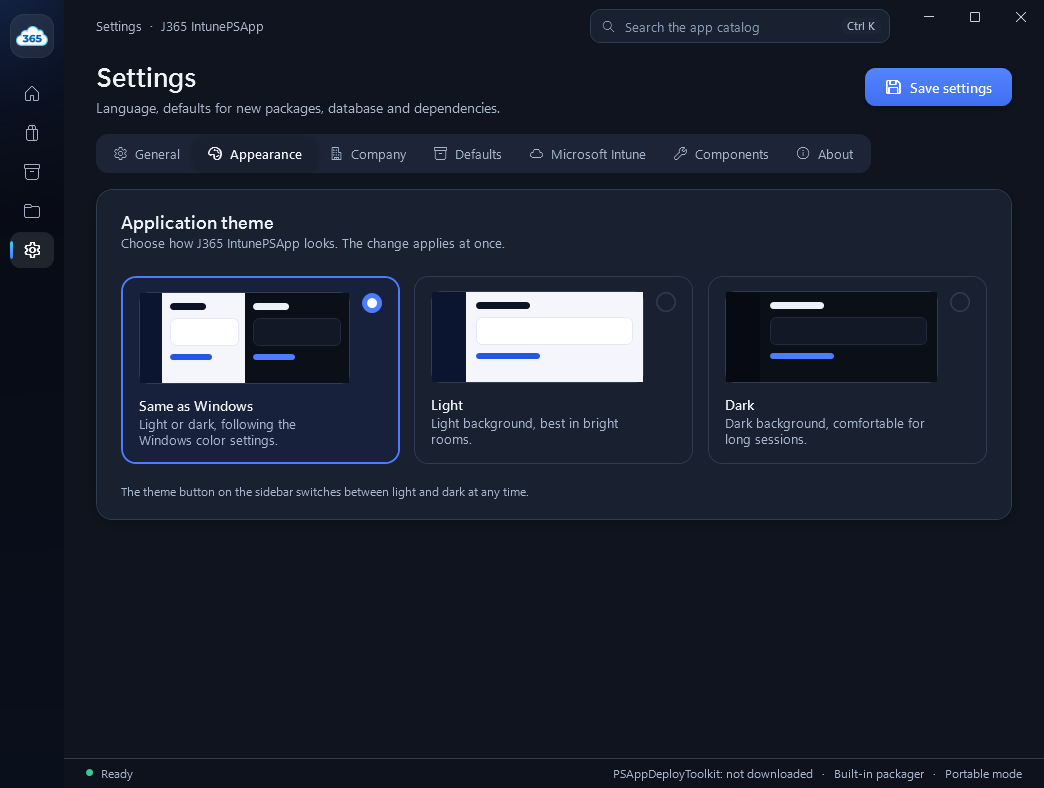 365
Settings · J365 IntunePSApp
Search the app catalog
Ctrl K
Settings
Language, defaults for new packages, database and dependencies.
Save settings
General
Appearance
Company
Defaults
Microsoft Intune
Components
About
Application theme
Choose how J365 IntunePSApp looks. The change applies at once.
Same as Windows
Light or dark, following the
Windows color settings.
Light
Light background, best in bright
rooms.
Dark
Dark background, comfortable for
long sessions.
The theme button on the sidebar switches between light and dark at any time.
Ready
PSAppDeployToolkit: not downloaded · Built-in packager · Portable mode